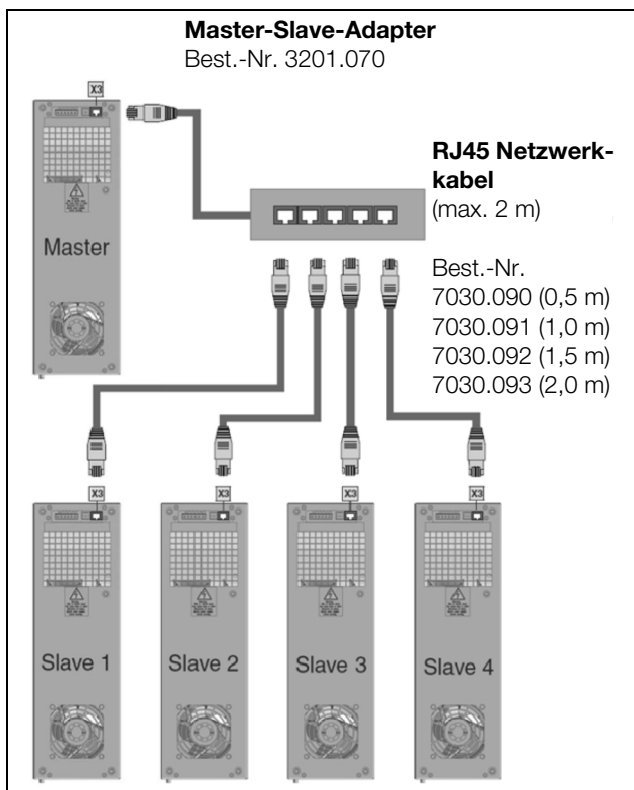 Master-Slave-Adapter
Best.-Nr. 3201.070
X3
Master
RJ45 Netzwerk-
kabel
(max. 2 m)
Best.-Nr.
7030.090 (0,5 m)
7030.091 (1,0 m)
7030.092 (1,5 m)
7030.093 (2,0 m)
X3
X3
X3
X3
Slave 1
Slave 2
Slave 3
Slave 4